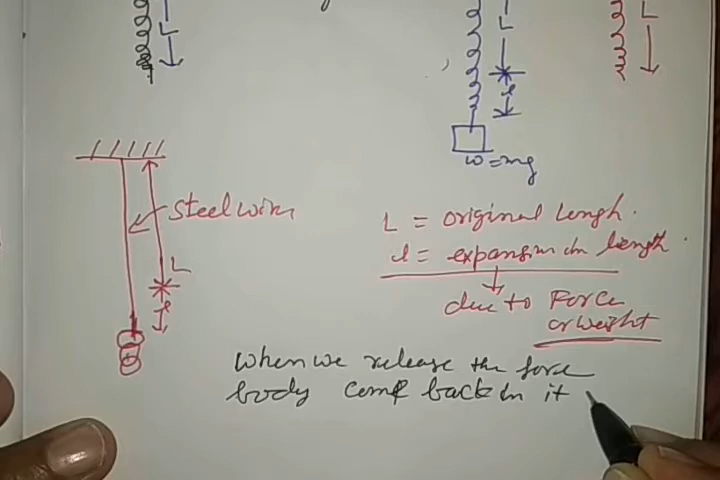 L
L
l
L
w=mg
Steel wire
L
l
L = original lengh.
l = expansion in length.
due to Force
or weight
When we release the force
body come back in it